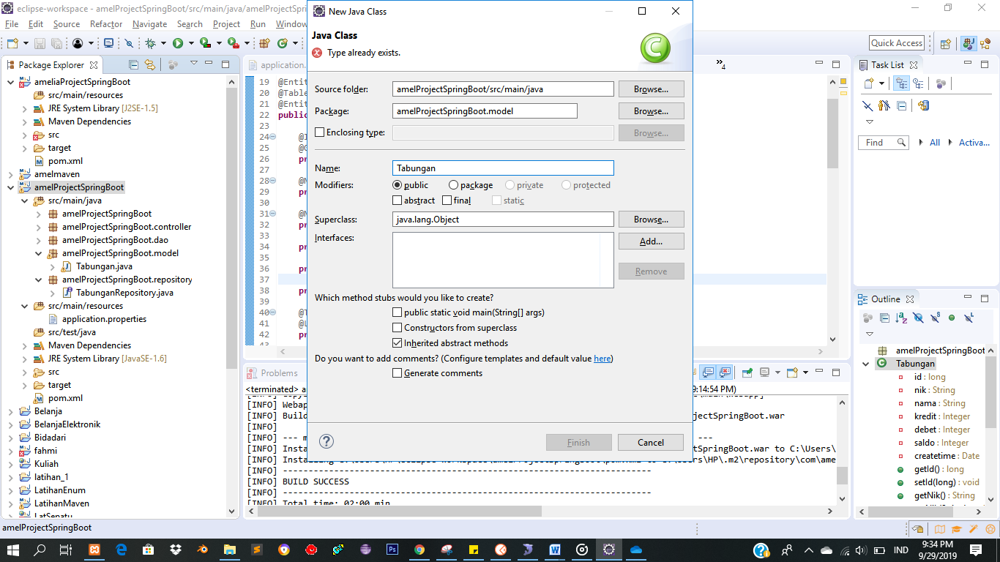 eclipse-workspace - amelProjectSpringBoot/src/main/java/amelProjectSpring
File Edit Source Refactor Navigate Search Project Run Window
Quick Access
Package Explorer
ameliaProjectSpringBoot
src/main/resources
JRE System Library [J2SE-1.5]
Maven Dependencies
src
target
pom.xml
amelmaven
amelProjectSpringBoot
src/main/java
amelProjectSpringBoot
amelProjectSpringBoot.controller
amelProjectSpringBoot.dao
amelProjectSpringBoot.model
Tabungan.java
amelProjectSpringBoot.repository
TabunganRepository.java
src/main/resources
application.properties
src/test/java
Maven Dependencies
JRE System Library [JavaSE-1.6]
src
target
pom.xml
Belanja
BelanjaElektronik
Bidadari
fahmi
Kuliah
latihan_1
LatihanEnum
LatihanMaven
LatSepatu
amelProjectSpringBoot
application.
4
19 @Entit
20 @Table
21 @Entit
22 public
23
24 @I
25 @G
26 pr
27
28 @N
29 pr
30
31 @N
32 pr
33
34 pr
35
36 pr
37
38 pr
39
40 @T
41 @L
42 pr
43
New Java Class
Java Class
Type already exists.
Source folder: amelProjectSpringBoot/src/main/java Browse...
Package: amelProjectSpringBoot.model Browse...
Enclosing type: Browse...
Name: Tabungan
Modifiers: public package private protected
abstract final static
Superclass: java.lang.Object Browse...
Interfaces: Add...
Remove
Which method stubs would you like to create?
public static void main(String[] args)
Constructors from superclass
Inherited abstract methods
Do you want to add comments? (Configure templates and default value here)
Generate comments
? Finish Cancel
Problems
<terminated> a
9:14:54 PM)
[INFO] Webap
[INFO] Build
jectSpringBoot.war
[INFO]
[INFO] --- m
---
[INFO] Insta
tSpringBoot.war to C:\Users\
[INFO] Insta
sers\HP\.m2\repository\com\ame
[INFO] ------------------------------------------------------------------------
[INFO] BUILD SUCCESS
[INFO] ------------------------------------------------------------------------
[INFO] Total time: 02:00 min
Task List
Find All Activa...
Outline
amelProjectSpringBoot
Tabungan
id : long
nik : String
nama : String
kredit : Integer
debet : Integer
saldo : Integer
createtime : Date
getId() : long
setId(long) : void
getNik() : String
Ps
W
IND
9:34 PM
9/29/2019